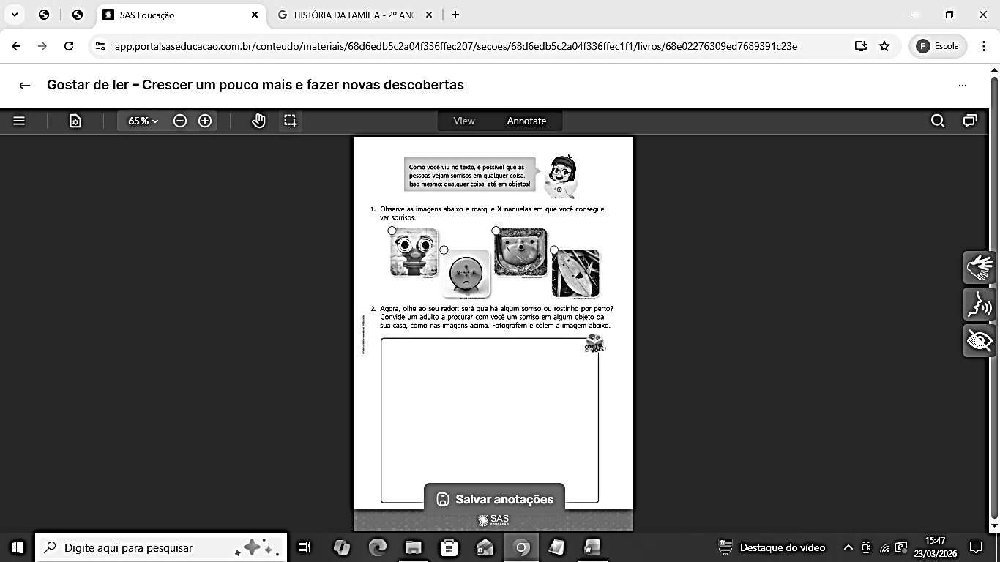 SAS Educação
HISTÓRIA DA FAMÍLIA - 2º ANO
app.portalsaseducacao.com.br/conteudo/materiais/68d6edb5c2a04f336ffec207/secoes/68d6edb5c2a04f336ffec1f1/livros/68e02276309ed7689391c23e
F Escola
Gostar de ler – Crescer um pouco mais e fazer novas descobertas
65%
View Annotate
Como você viu no texto, é possível que as
pessoas vejam sorrisos em qualquer coisa.
Isso mesmo: qualquer coisa, até em objetos!
1. Observe as imagens abaixo e marque X naquelas em que você consegue
ver sorrisos.
2. Agora, olhe ao seu redor: será que há algum sorriso ou rostinho por perto?
Convide um adulto a procurar com você um sorriso em algum objeto da
sua casa, como nas imagens acima. Fotografem e colem a imagem abaixo.
CONTO
VOCÊ!
Salvar anotações
SAS
EDUCAÇÃO
Digite aqui para pesquisar
Destaque do vídeo
15:47
23/03/2026